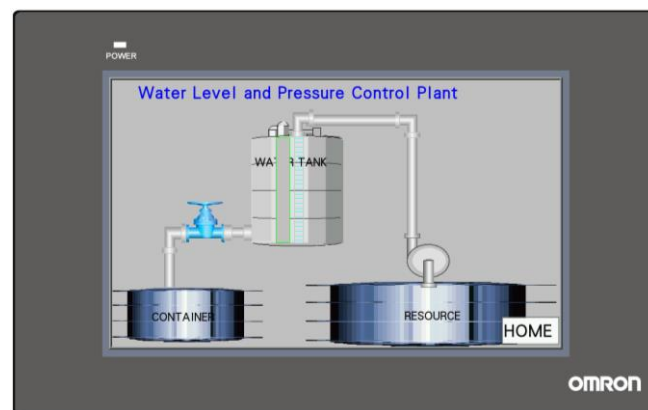 POWER
Water Level and Pressure Control Plant
WATER TANK
CONTAINER
RESOURCE
HOME
OMRON